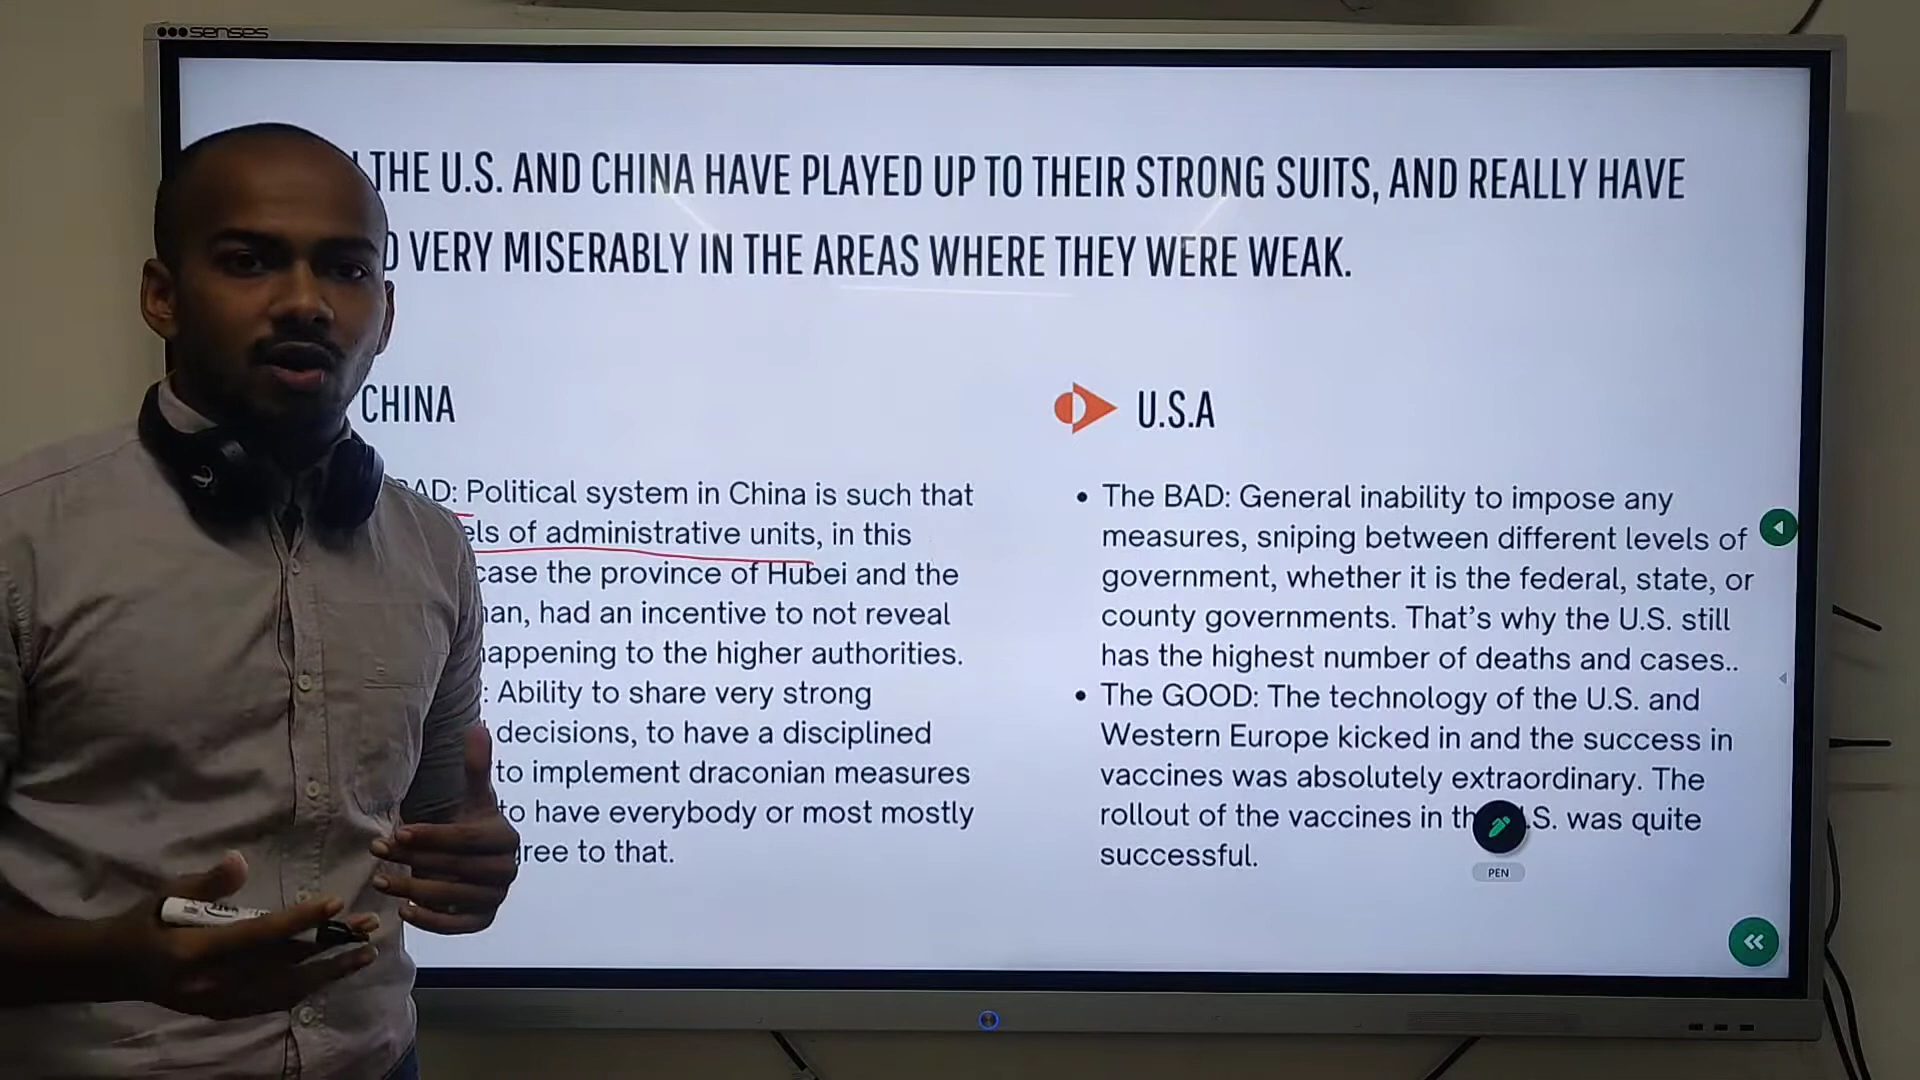 senses
THE U.S. AND CHINA HAVE PLAYED UP TO THEIR STRONG SUITS, AND REALLY HAVE
VERY MISERABLY IN THE AREAS WHERE THEY WERE WEAK.
CHINA
BAD: Political system in China is such that
of administrative units, in this
case the province of Hubei and the
had an incentive to not reveal
happening to the higher authorities.
: Ability to share very strong
decisions, to have a disciplined
to implement draconian measures
to have everybody or most mostly
agree to that.
U.S.A
• The BAD: General inability to impose any
measures, sniping between different levels of
government, whether it is the federal, state, or
county governments. That's why the U.S. still
has the highest number of deaths and cases..
• The GOOD: The technology of the U.S. and
Western Europe kicked in and the success in
vaccines was absolutely extraordinary. The
rollout of the vaccines in the U.S. was quite
successful.
PEN